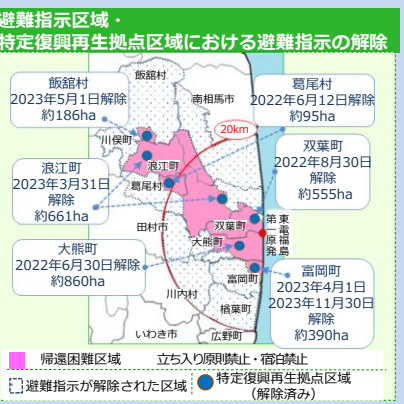 避難指示区域・
特定復興再生拠点区域における避難指示の解除
飯舘村
2023年5月1日解除
約186ha
飯舘村
南相馬市
葛尾村
2022年6月12日解除
約95ha
川俣町
20km
双葉町
2022年8月30日
解除
約555ha
浪江町
2023年3月31日
解除
約661ha
浪江町
葛尾村
田村市
双葉町
大熊町
東電福島
第一原発
大熊町
2022年6月30日解除
約860ha
富岡町
富岡町
2023年4月1日
2023年11月30日
解除
約390ha
川内村
楢葉町
いわき市
広野町
帰還困難区域
立ち入り原則禁止・宿泊禁止
避難指示が解除された区域
特定復興再生拠点区域
（解除済み）